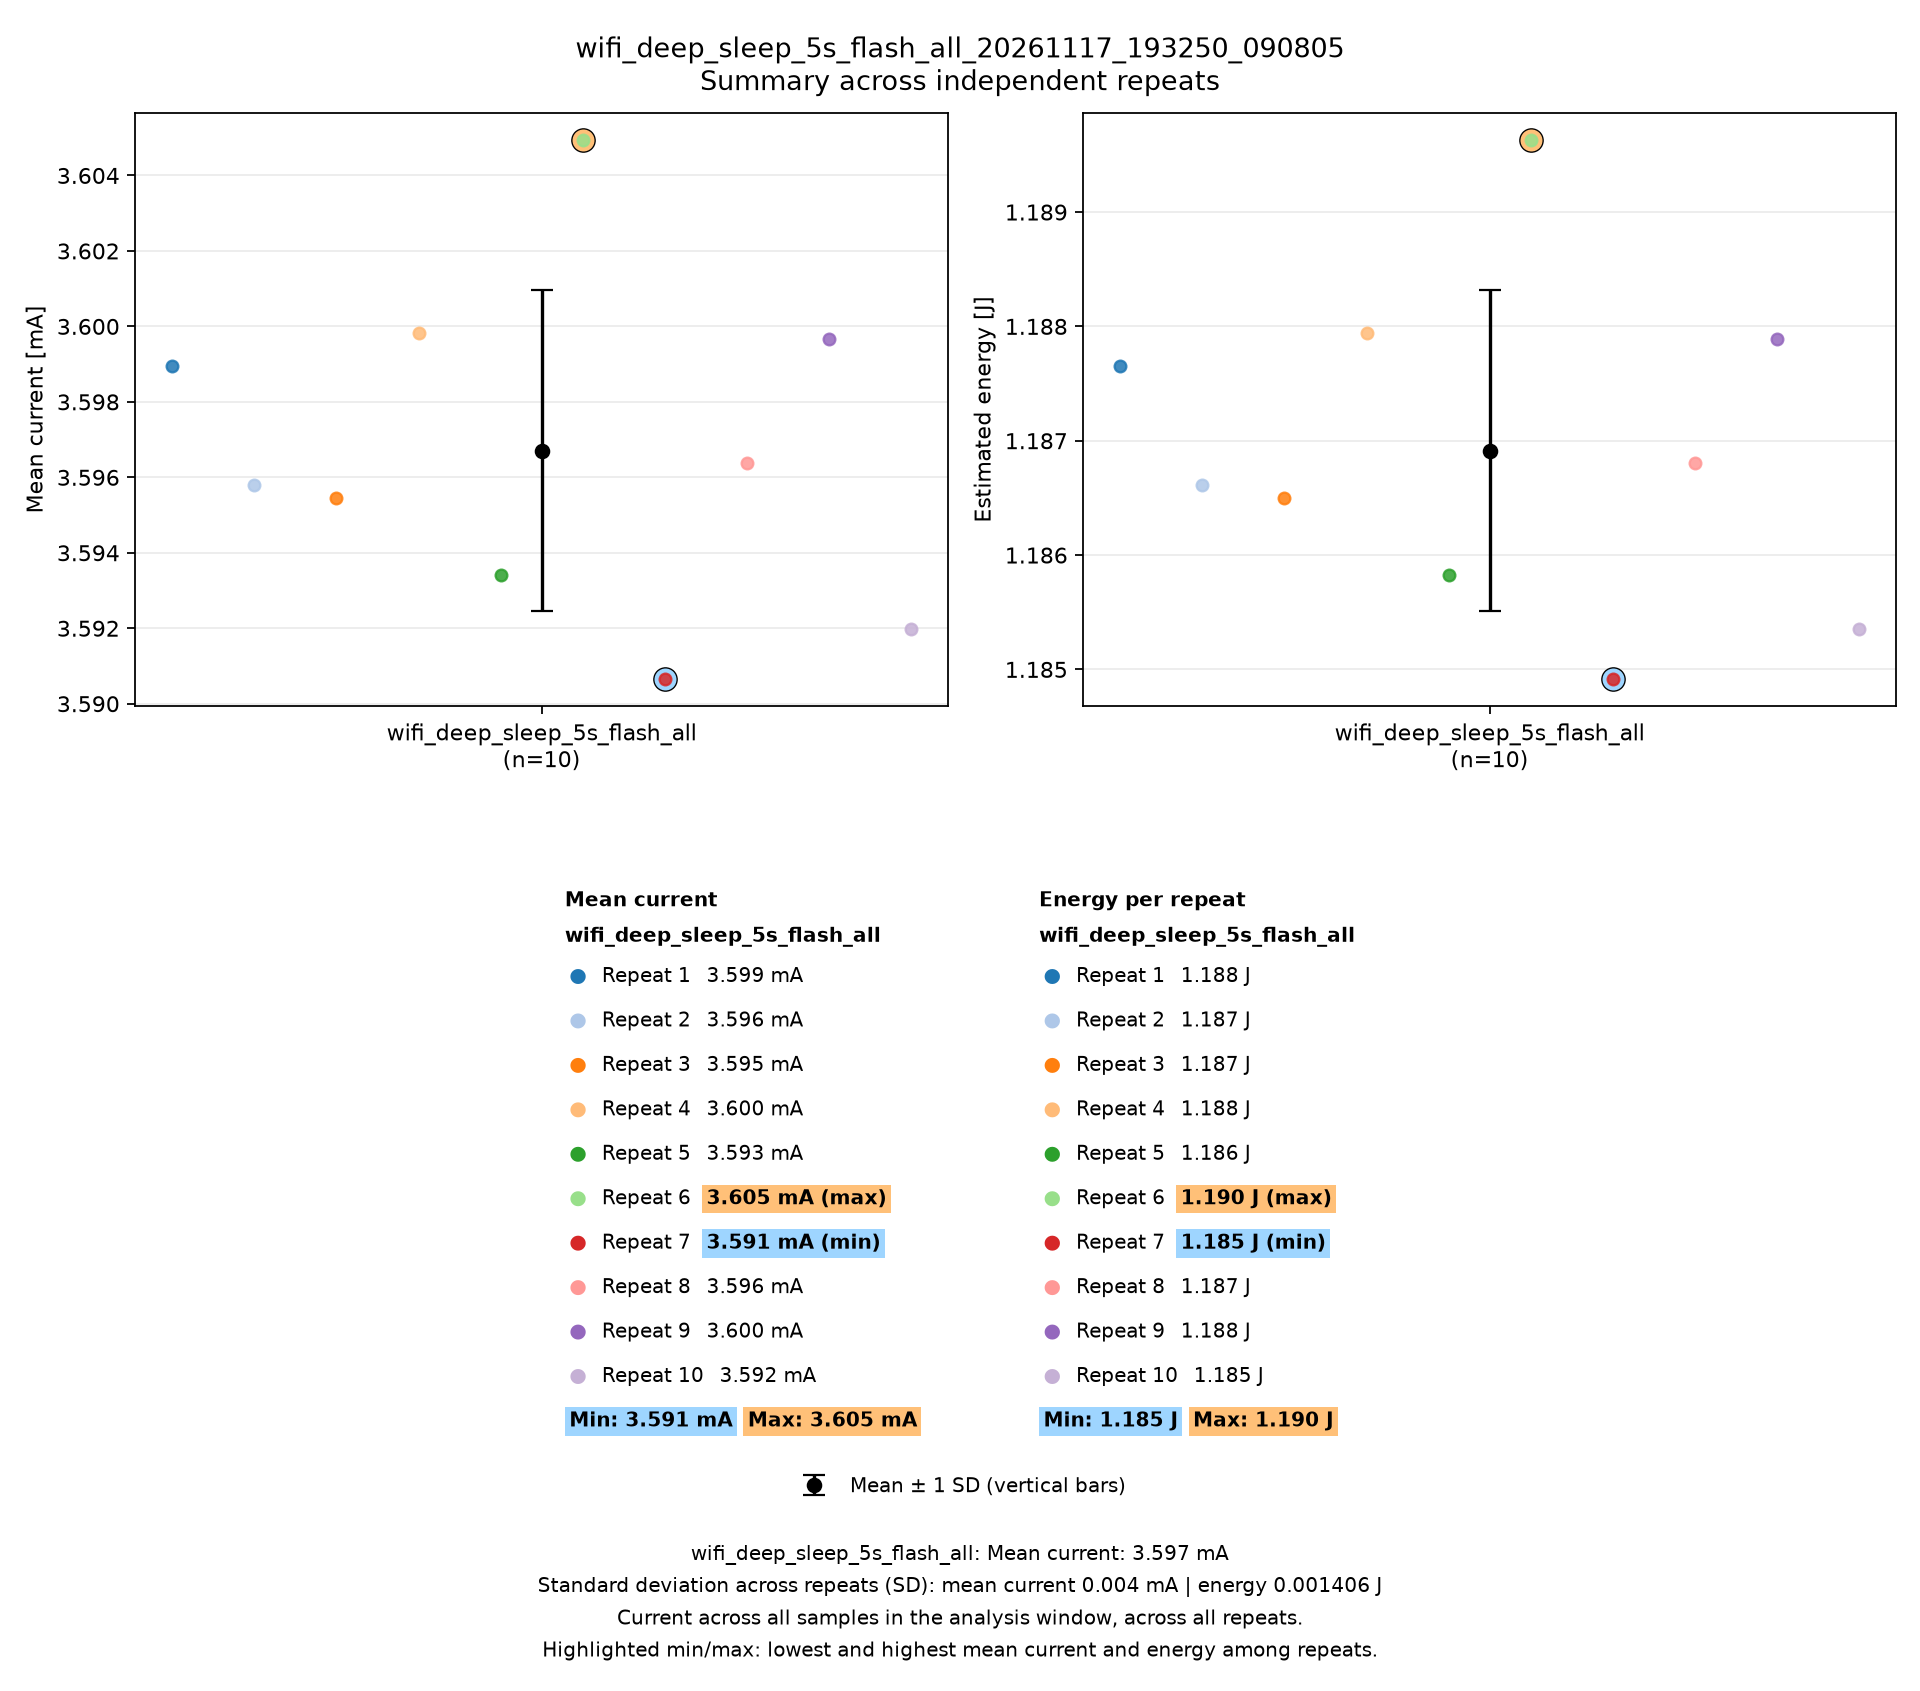 wifi_deep_sleep_5s_flash_all_20261117_193250_090805
Summary across independent repeats
Mean current [mA]
3.604
3.602
3.600
3.598
3.596
3.594
3.592
3.590
wifi_deep_sleep_5s_flash_all
(n=10)
Estimated energy [J]
1.189
1.188
1.187
1.186
1.185
wifi_deep_sleep_5s_flash_all
(n=10)
Mean current
wifi_deep_sleep_5s_flash_all
Repeat 1 3.599 mA
Repeat 2 3.596 mA
Repeat 3 3.595 mA
Repeat 4 3.600 mA
Repeat 5 3.593 mA
Repeat 6 3.605 mA (max)
Repeat 7 3.591 mA (min)
Repeat 8 3.596 mA
Repeat 9 3.600 mA
Repeat 10 3.592 mA
Min: 3.591 mA Max: 3.605 mA
Energy per repeat
wifi_deep_sleep_5s_flash_all
Repeat 1 1.188 J
Repeat 2 1.187 J
Repeat 3 1.187 J
Repeat 4 1.188 J
Repeat 5 1.186 J
Repeat 6 1.190 J (max)
Repeat 7 1.185 J (min)
Repeat 8 1.187 J
Repeat 9 1.188 J
Repeat 10 1.185 J
Min: 1.185 J Max: 1.190 J
Mean ± 1 SD (vertical bars)
wifi_deep_sleep_5s_flash_all: Mean current: 3.597 mA
Standard deviation across repeats (SD): mean current 0.004 mA | energy 0.001406 J
Current across all samples in the analysis window, across all repeats.
Highlighted min/max: lowest and highest mean current and energy among repeats.